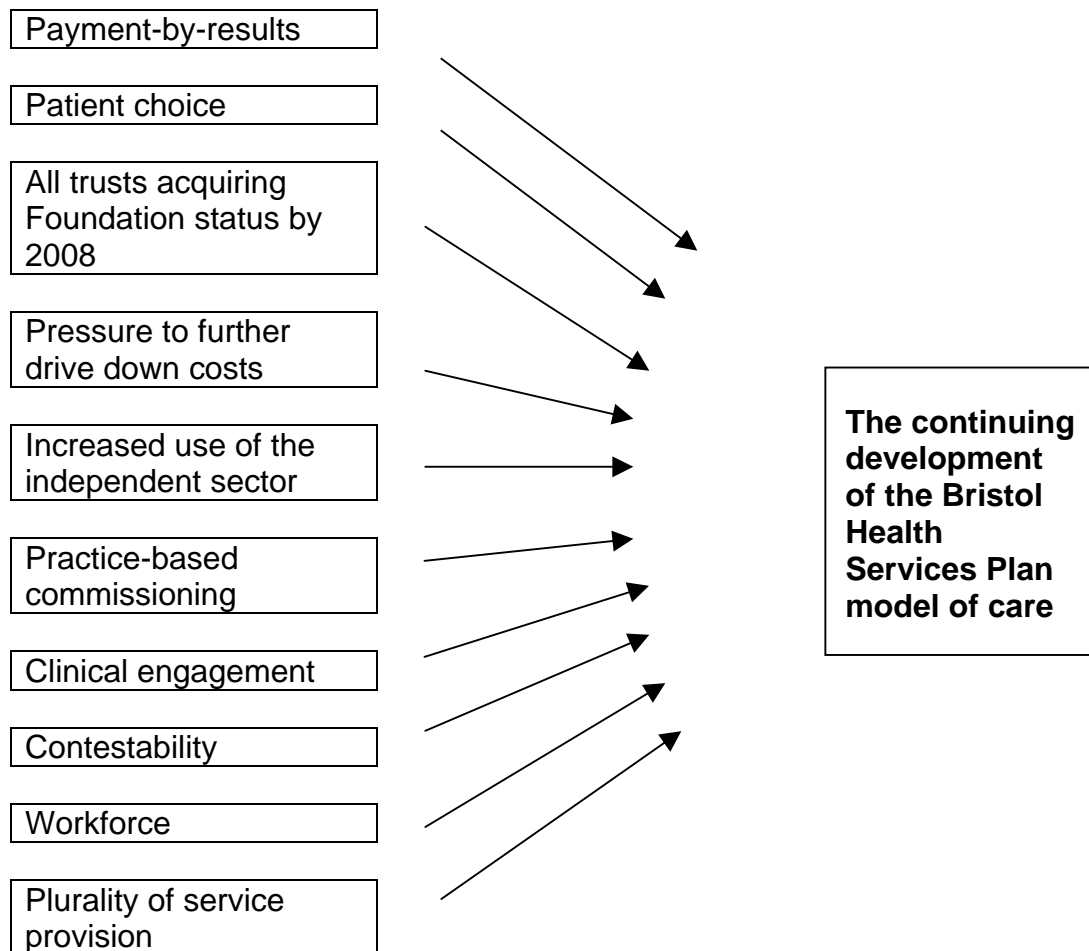 Payment-by-results
Patient choice
All trusts acquiring
Foundation status by
2008
Pressure to further
drive down costs
Increased use of the
independent sector
Practice-based
commissioning
Clinical engagement
Contestability
Workforce
Plurality of service
provision
The continuing
development
of the Bristol
Health
Services Plan
model of care